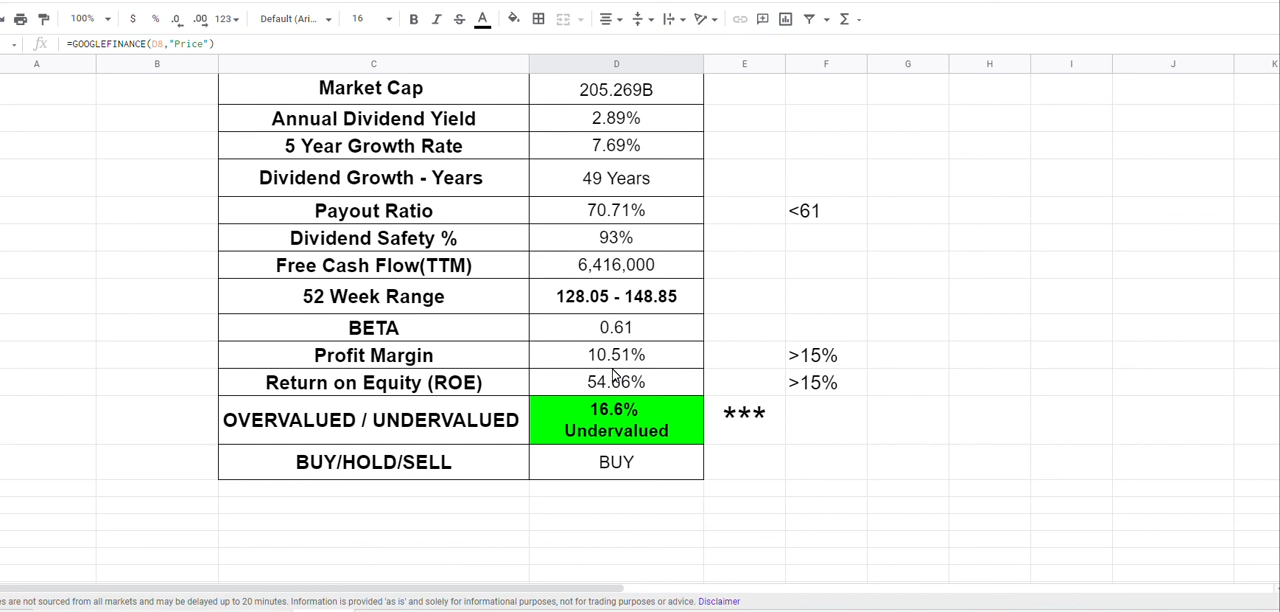 100% $ % .0 .00 123 Default (Ari... 16 B I S A
fx =GOOGLEFINANCE(D8,"Price")
A B C D E F G H I J K
Market Cap 205.269B
Annual Dividend Yield 2.89%
5 Year Growth Rate 7.69%
Dividend Growth - Years 49 Years
Payout Ratio 70.71% <61
Dividend Safety % 93%
Free Cash Flow(TTM) 6,416,000
52 Week Range 128.05 - 148.85
BETA 0.61
Profit Margin 10.51% >15%
Return on Equity (ROE) >15%
16.6%
OVERVALUED / UNDERVALUED ***
Undervalued
BUY/HOLD/SELL BUY
es are not sourced from all markets and may be delayed up to 20 minutes. Information is provided 'as is' and solely for informational purposes, not for trading purposes or advice. Disclaimer